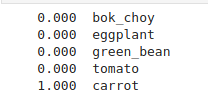 0.000 bok_choy
0.000 eggplant
0.000 green_bean
0.000 tomato
1.000 carrot